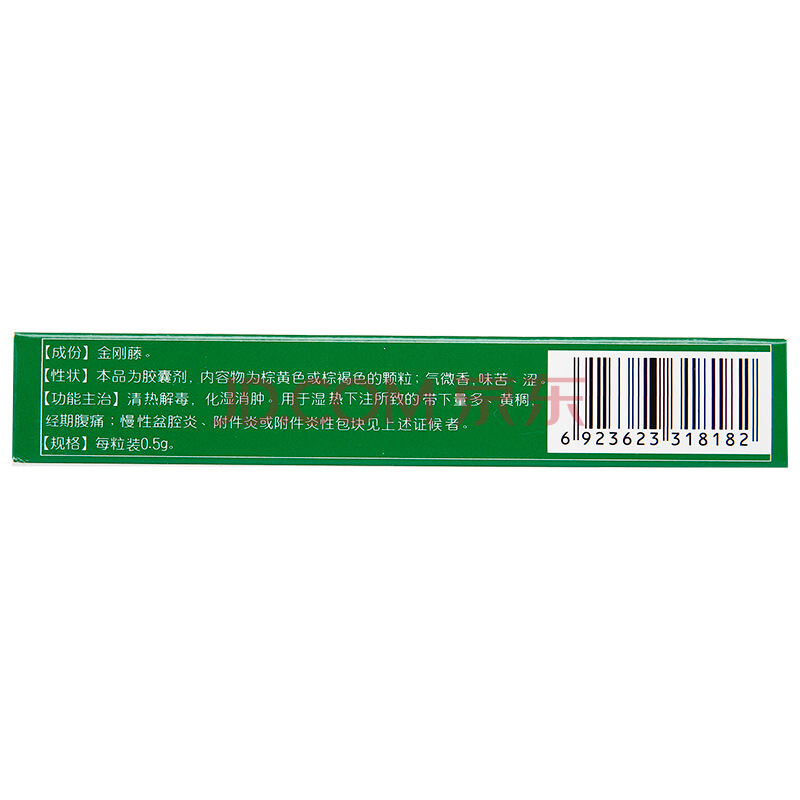 【成份】金刚藤。
【性状】本品为胶囊剂，内容物为棕黄色或棕褐色的颗粒；气微香，味苦、涩。
【功能主治】清热解毒，化湿消肿。用于湿热下注所致的带下量多、黄稠，
经期腹痛；慢性盆腔炎、附件炎或附件炎性包块见上述证候者。
【规格】每粒装0.5g。
6 923623 318182
JD.COM 京东